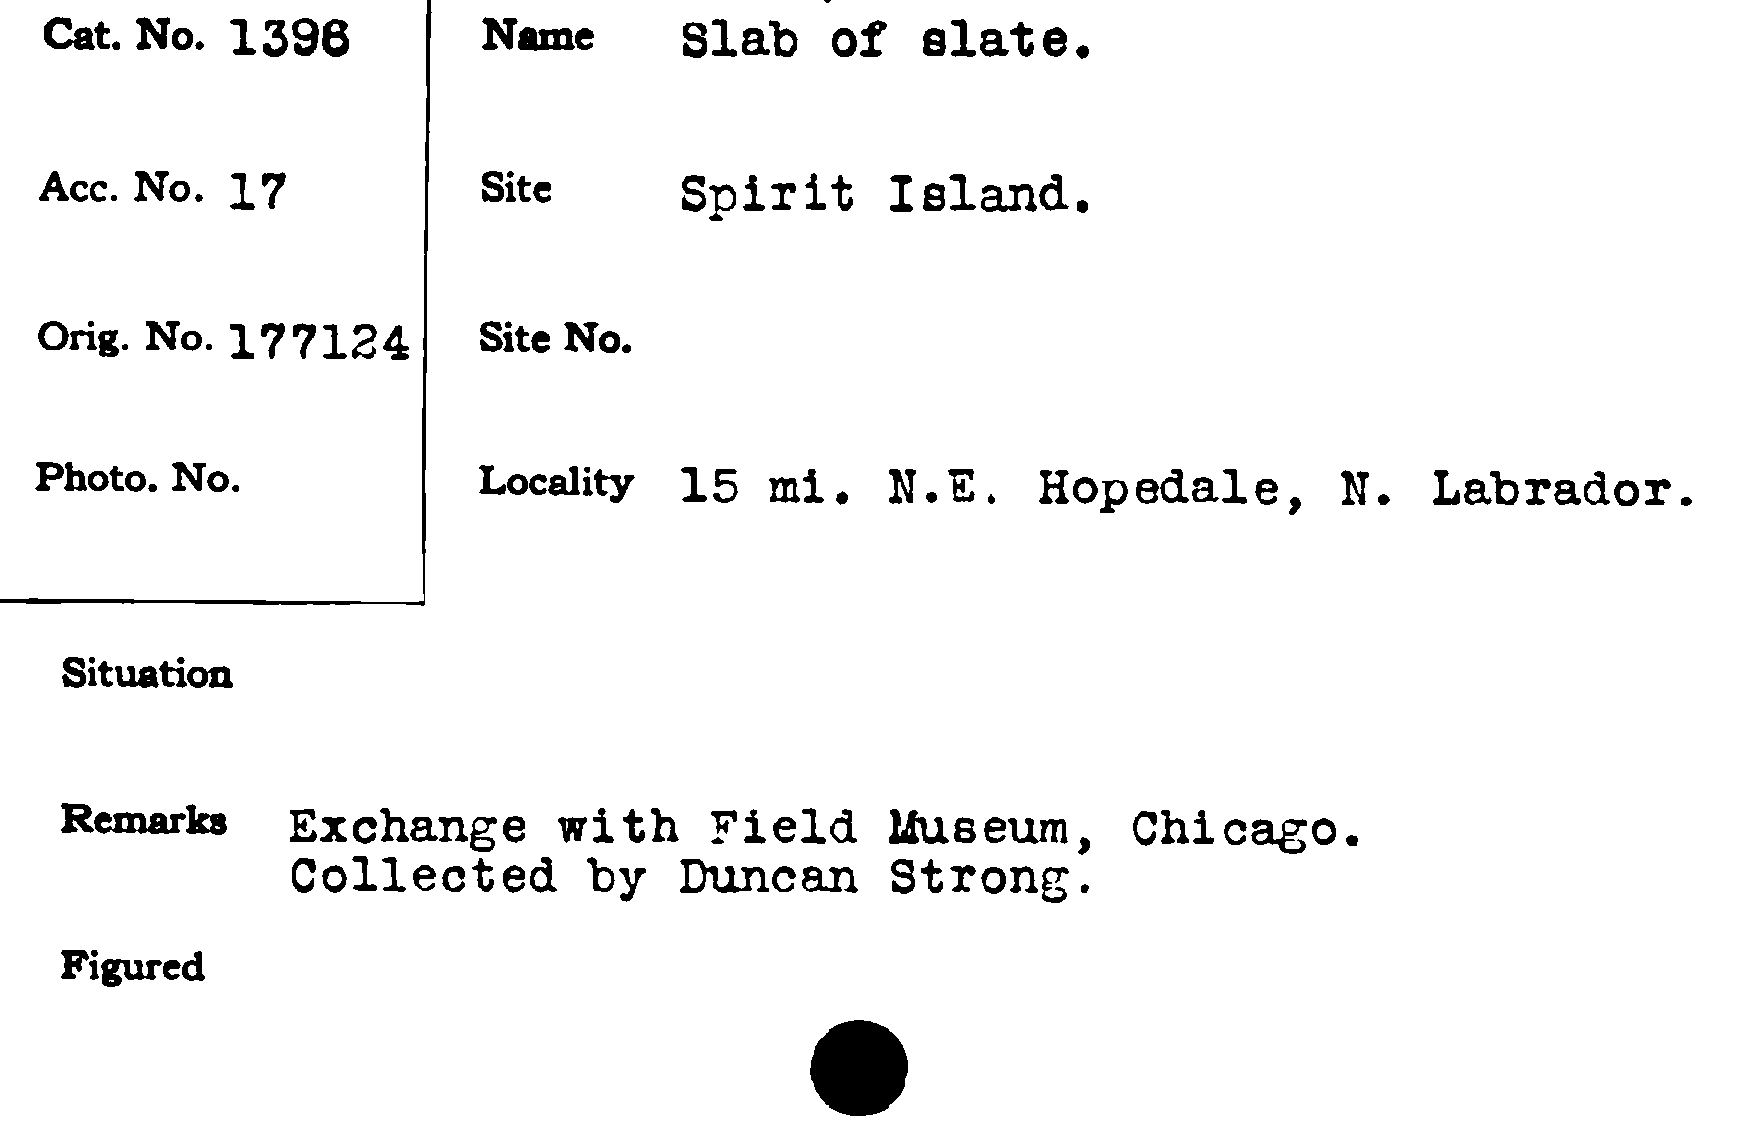 Cat. No. 1396
Name Slab of slate.
Acc. No. 17
Site Spirit Island.
Orig. No. 177124
Site No.
Photo. No.
Locality 15 mi. N.E. Hopedale, N. Labrador.
Situation
Remarks Exchange with Field Museum, Chicago.
Collected by Duncan Strong.
Figured